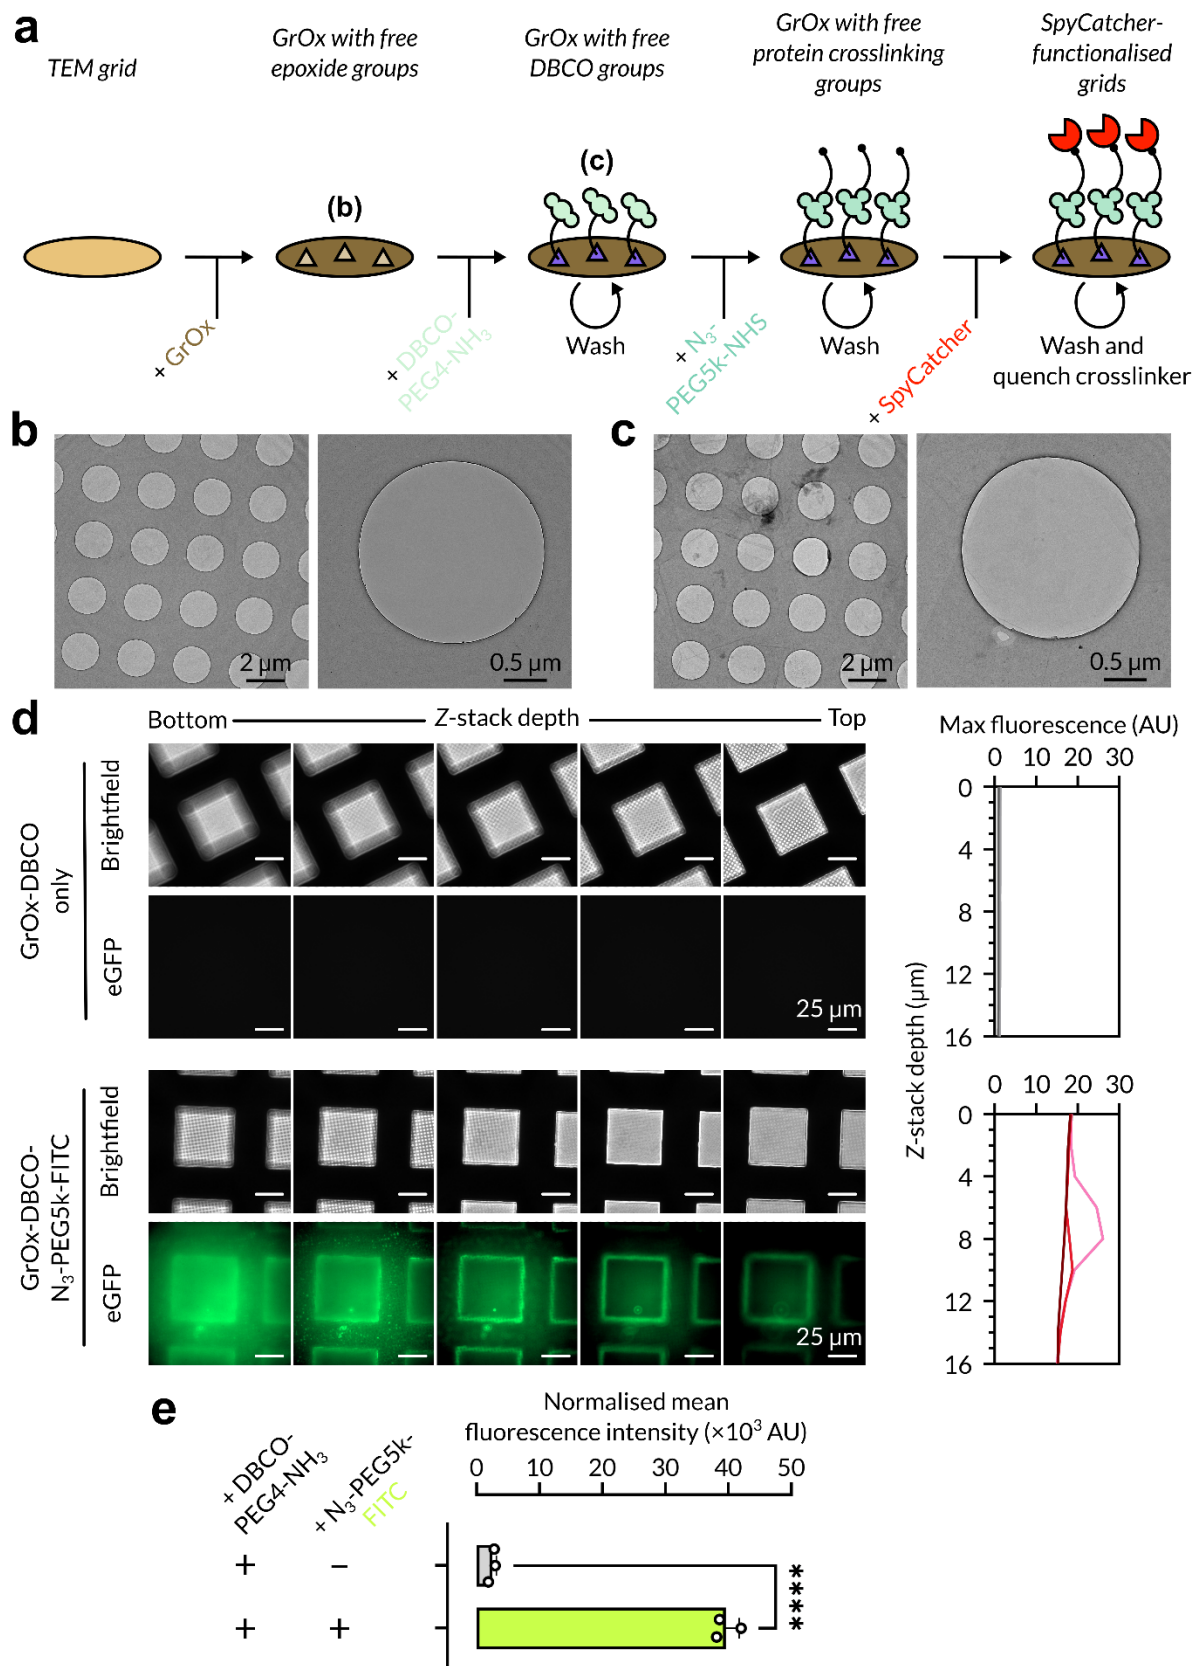 a
TEM grid
GrOx with free
epoxide groups
GrOx with free
DBCO groups
GrOx with free
protein crosslinking
groups
SpyCatcher-
functionalised
grids
(b)
(c)
+ GrOx
+ DBCO-
PEG4-NH₃
Wash
+ N₃-
PEG5k-NHS
Wash
+ SpyCatcher
Wash and
quench crosslinker
b
2 µm
0.5 µm
c
2 µm
0.5 µm
d
Bottom
Z-stack depth
Top
Max fluorescence (AU)
GrOx-DBCO
only
Brightfield
eGFP
25 µm
0 10 20 30
0
4
8
12
16
Z-stack depth (µm)
GrOx-DBCO-
N₃-PEG5k-FITC
Brightfield
eGFP
25 µm
0 10 20 30
0
4
8
12
16
e
Normalised mean
fluorescence intensity (×10³ AU)
0 10 20 30 40 50
+ DBCO-
PEG4-NH₃
+ N₃-PEG5k-
FITC
+ −
+ +
****